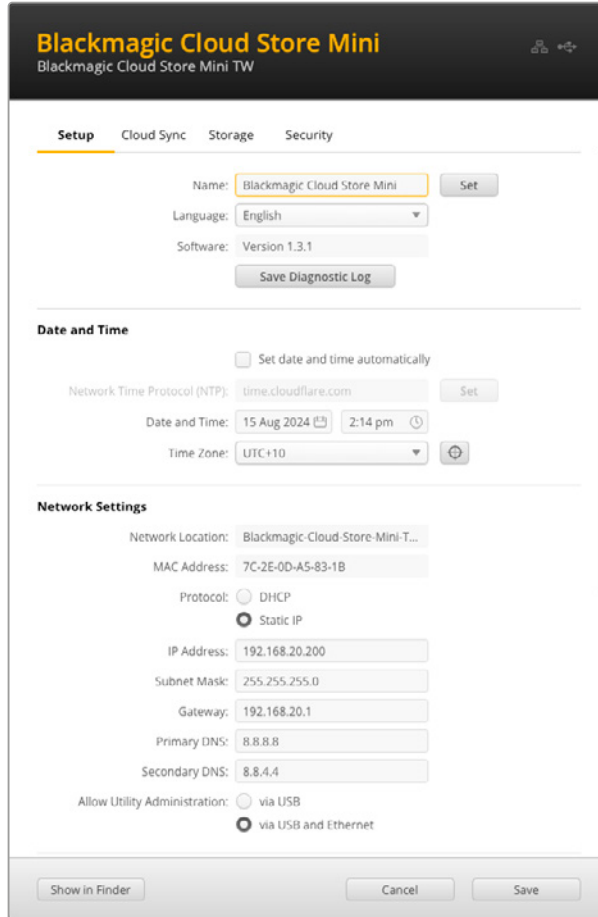 Blackmagic Cloud Store Mini
Blackmagic Cloud Store Mini TW
Setup Cloud Sync Storage Security
Name: Blackmagic Cloud Store Mini Set
Language: English
Software: Version 1.3.1
Save Diagnostic Log
Date and Time
Set date and time automatically
Network Time Protocol (NTP): time.cloudflare.com Set
Date and Time: 15 Aug 2024 2:14 pm
Time Zone: UTC+10
Network Settings
Network Location: Blackmagic-Cloud-Store-Mini-T...
MAC Address: 7C-2E-0D-A5-83-1B
Protocol: DHCP
Static IP
IP Address: 192.168.20.200
Subnet Mask: 255.255.255.0
Gateway: 192.168.20.1
Primary DNS: 8.8.8.8
Secondary DNS: 8.8.4.4
Allow Utility Administration: via USB
via USB and Ethernet
Show in Finder Cancel Save